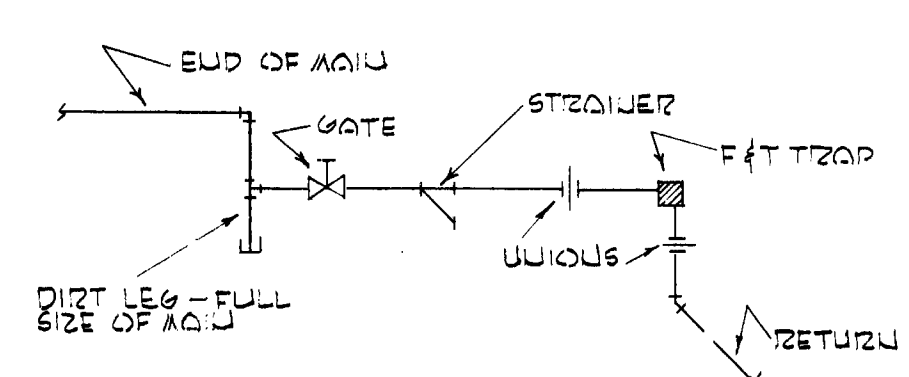 END OF MAIN
GATE
STRAINER
F&T TRAP
UNIONS
DIRT LEG - FULL
SIZE OF MAIN
RETURN